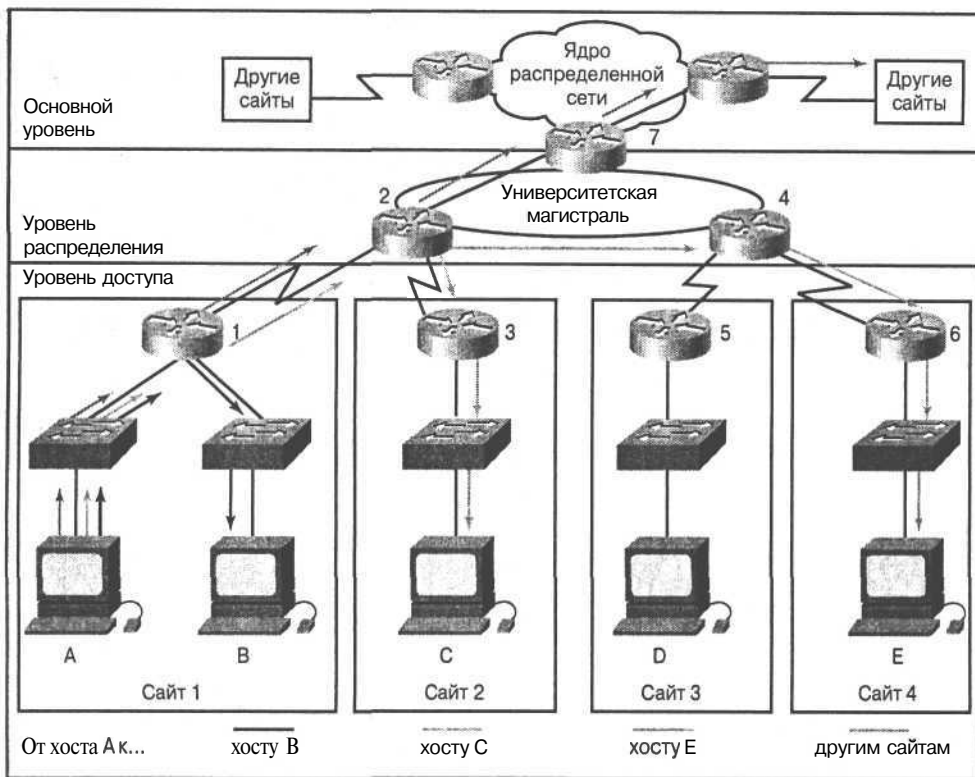 Ядро
распределенной
сети
Другие
сайты
Другие
сайты
Основной
уровень
7
Университетская
магистраль
2
4
Уровень
распределения
Уровень доступа
1
3
5
6
A
B
C
D
E
Сайт 1
Сайт 2
Сайт 3
Сайт 4
От хоста А к...
хосту В
хосту С
хосту Е
другим сайтам